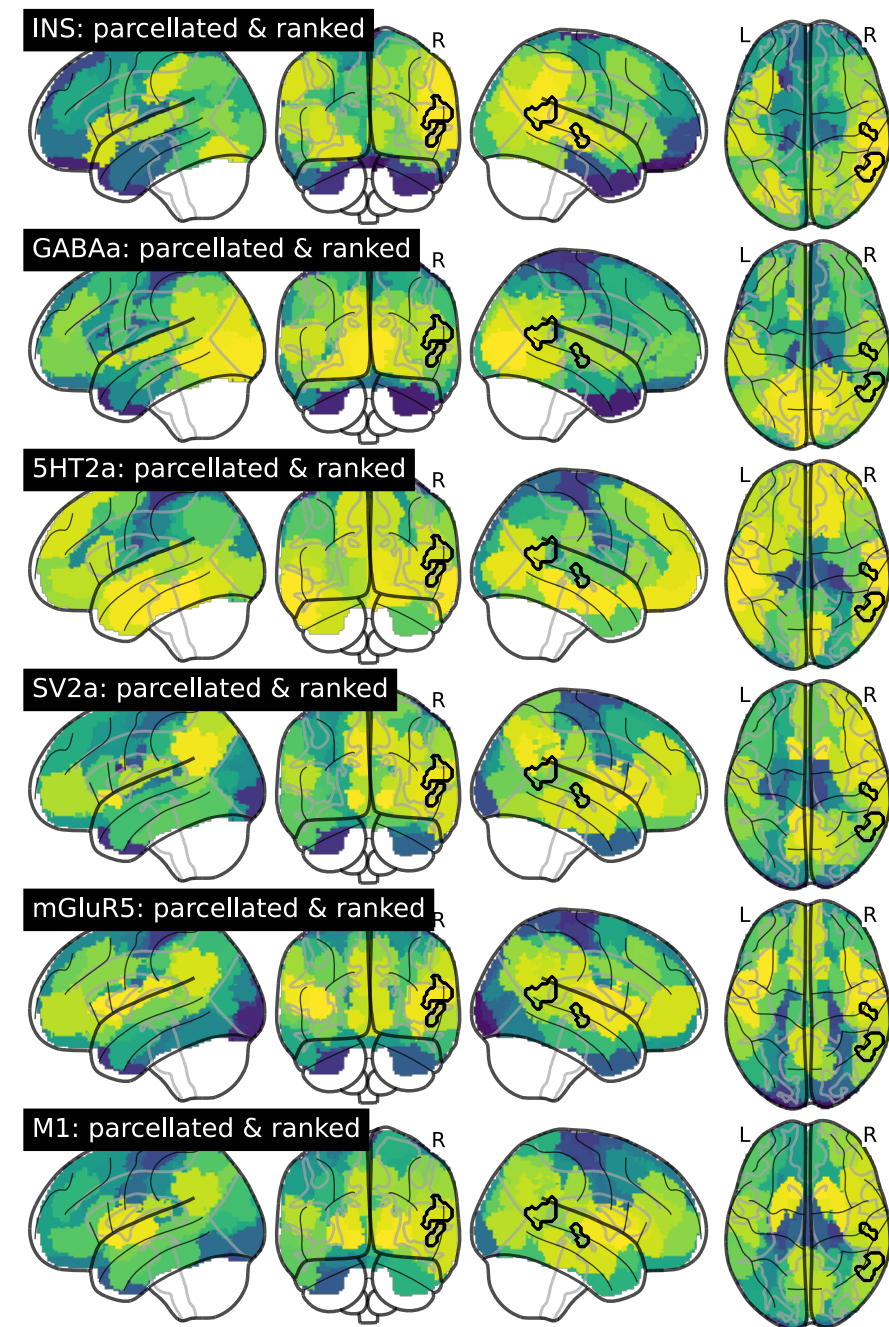 INS: parcellated & ranked
R
L R
GABAa: parcellated & ranked
R
L R
5HT2a: parcellated & ranked
R
L R
SV2a: parcellated & ranked
R
L R
mGluR5: parcellated & ranked
R
L R
M1: parcellated & ranked
R
L R